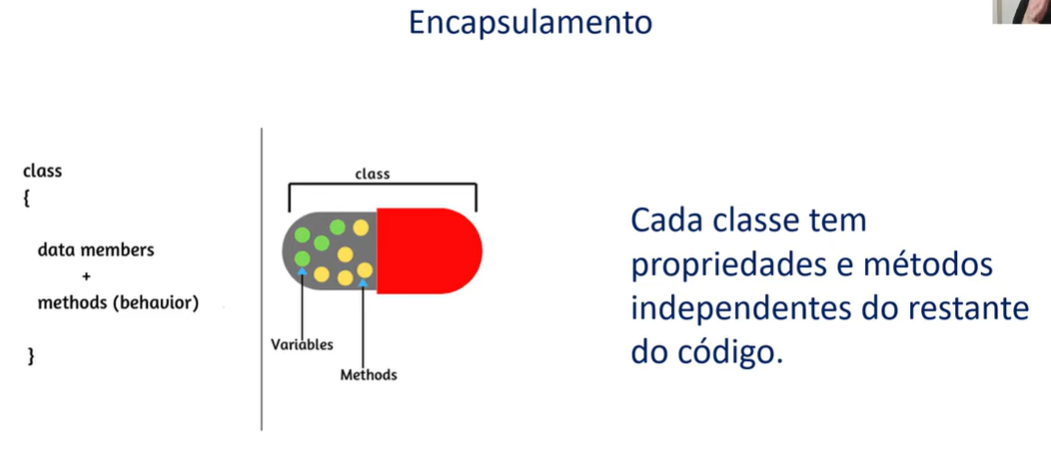 Encapsulamento
class
{
data members
+
methods (behavior)
}
class
Variables
Methods
Cada classe tem
propriedades e métodos
independentes do restante
do código.